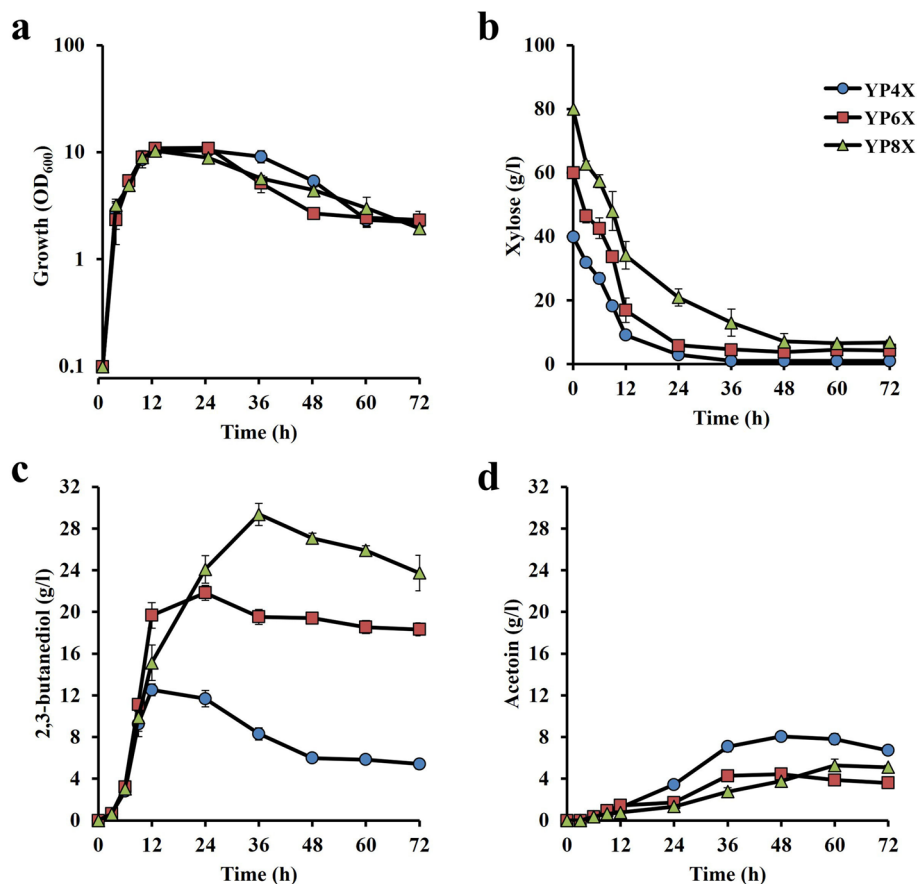 a
Growth (OD600)
100
10
1
0.1
0 12 24 36 48 60 72
Time (h)
b
Xylose (g/l)
100
80
60
40
20
0
0 12 24 36 48 60 72
Time (h)
YP4X
YP6X
YP8X
c
2,3-butanediol (g/l)
32
28
24
20
16
12
8
4
0
0 12 24 36 48 60 72
Time (h)
d
Acetoin (g/l)
32
28
24
20
16
12
8
4
0
0 12 24 36 48 60 72
Time (h)